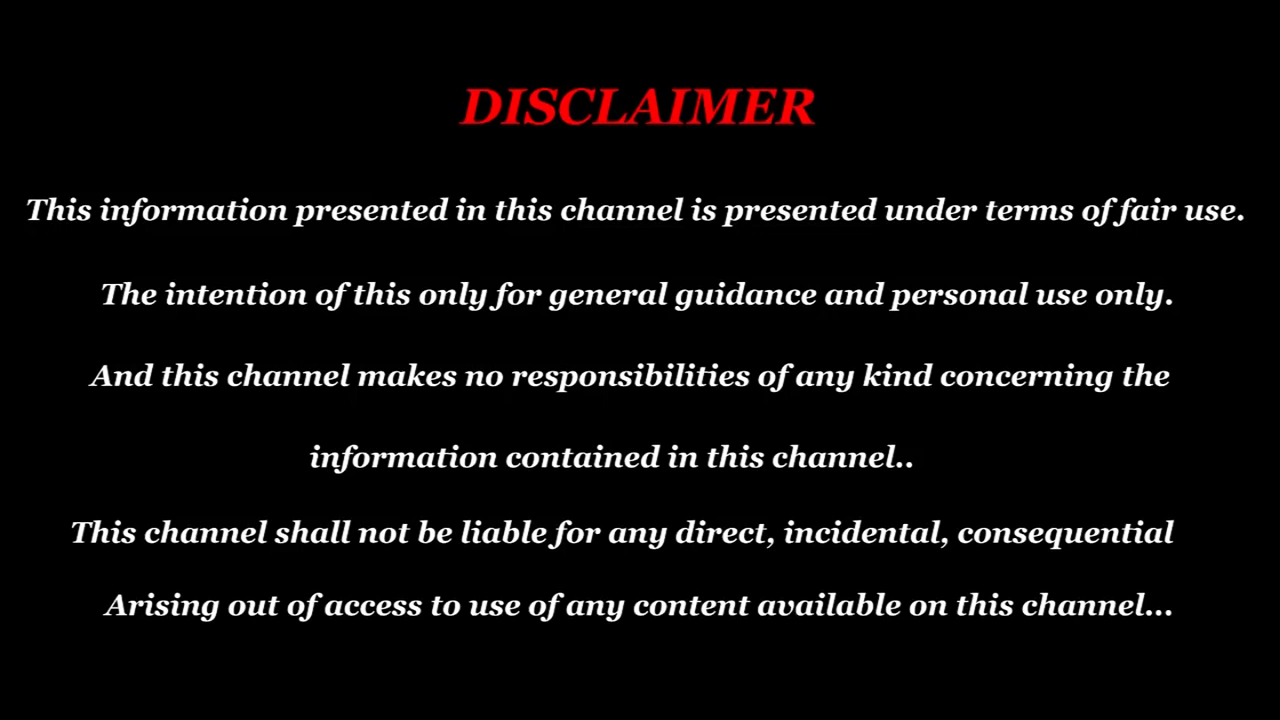 DISCLAIMER
This information presented in this channel is presented under terms of fair use.
The intention of this only for general guidance and personal use only.
And this channel makes no responsibilities of any kind concerning the
information contained in this channel..
This channel shall not be liable for any direct, incidental, consequential
Arising out of access to use of any content available on this channel...